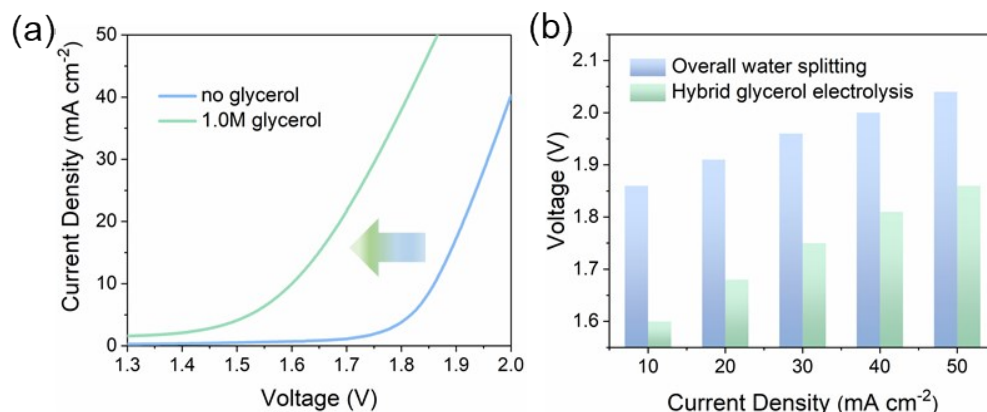 (a)
50
40
30
20
10
0
Current Density (mA cm⁻²)
no glycerol
1.0M glycerol
1.3 1.4 1.5 1.6 1.7 1.8 1.9 2.0
Voltage (V)
(b)
2.1
2.0
1.9
1.8
1.7
1.6
Voltage (V)
Overall water splitting
Hybrid glycerol electrolysis
10 20 30 40 50
Current Density (mA cm⁻²)